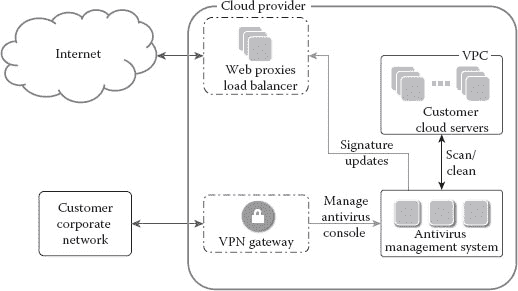 Cloud provider
Internet
Web proxies
load balancer
VPC
Customer
cloud servers
Signature
updates
Scan/
clean
Customer
corporate
network
VPN gateway
Manage
antivirus
console
Antivirus
management system